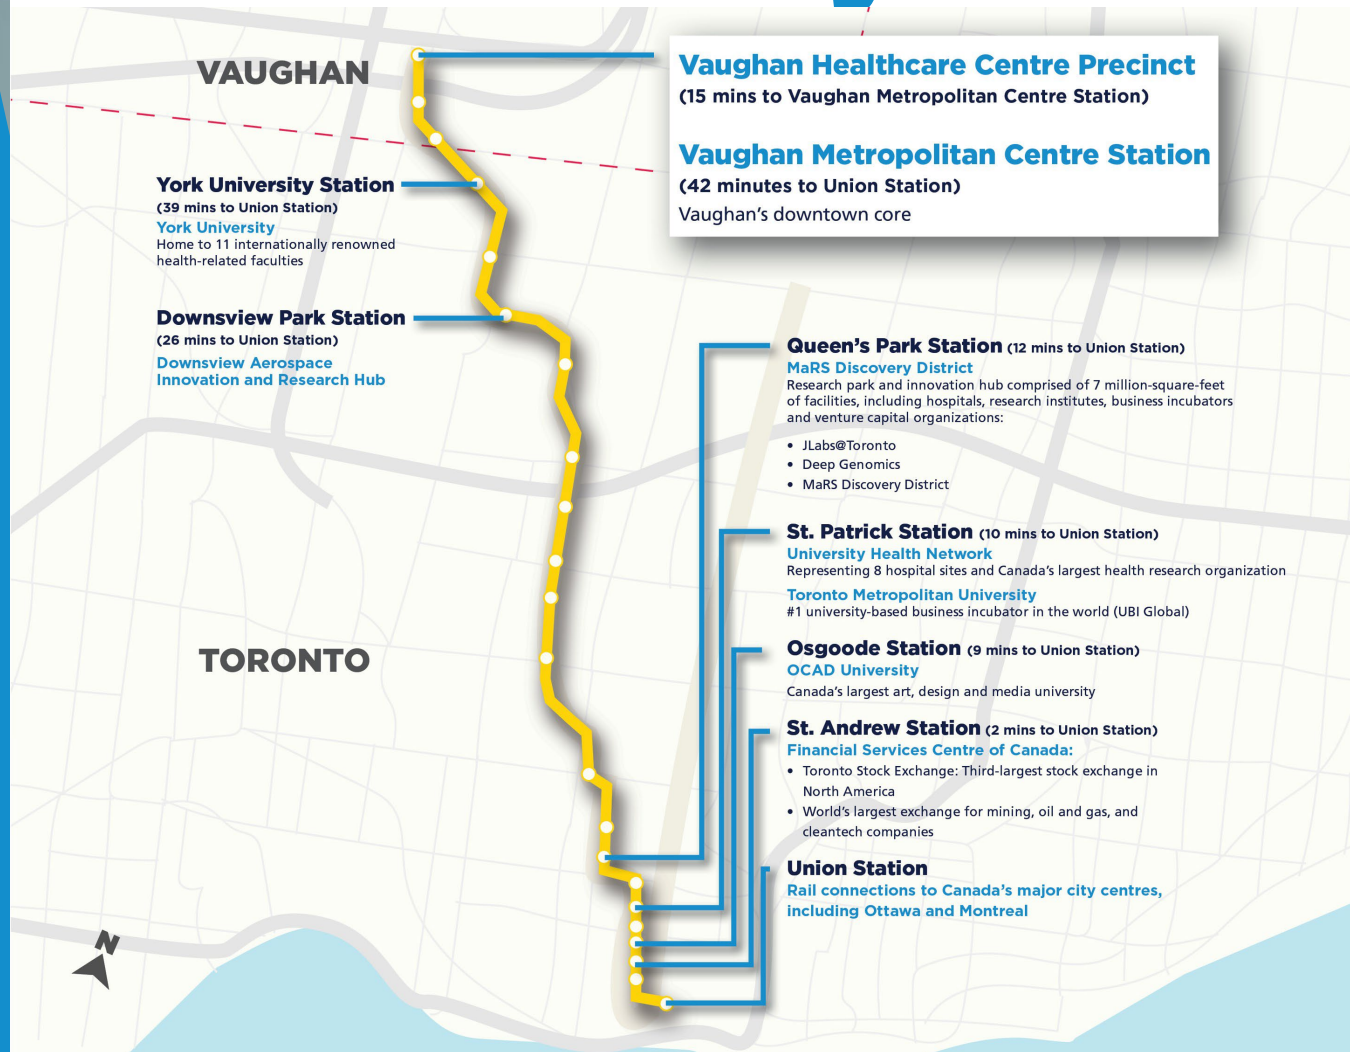 VAUGHAN
Vaughan Healthcare Centre Precinct
(15 mins to Vaughan Metropolitan Centre Station)
Vaughan Metropolitan Centre Station
(42 minutes to Union Station)
Vaughan's downtown core
York University Station
(39 mins to Union Station)
York University
Home to 11 internationally renowned
health-related faculties
Downsview Park Station
(26 mins to Union Station)
Downsview Aerospace
Innovation and Research Hub
Queen's Park Station (12 mins to Union Station)
MaRS Discovery District
Research park and innovation hub comprised of 7 million-square-feet
of facilities, including hospitals, research institutes, business incubators
and venture capital organizations:
• JLabs@Toronto
• Deep Genomics
• MaRS Discovery District
St. Patrick Station (10 mins to Union Station)
University Health Network
Representing 8 hospital sites and Canada's largest health research organization
Toronto Metropolitan University
#1 university-based business incubator in the world (UBI Global)
TORONTO
Osgoode Station (9 mins to Union Station)
OCAD University
Canada's largest art, design and media university
St. Andrew Station (2 mins to Union Station)
Financial Services Centre of Canada:
• Toronto Stock Exchange: Third-largest stock exchange in
North America
• World's largest exchange for mining, oil and gas, and
cleantech companies
Union Station
Rail connections to Canada's major city centres,
including Ottawa and Montreal
N